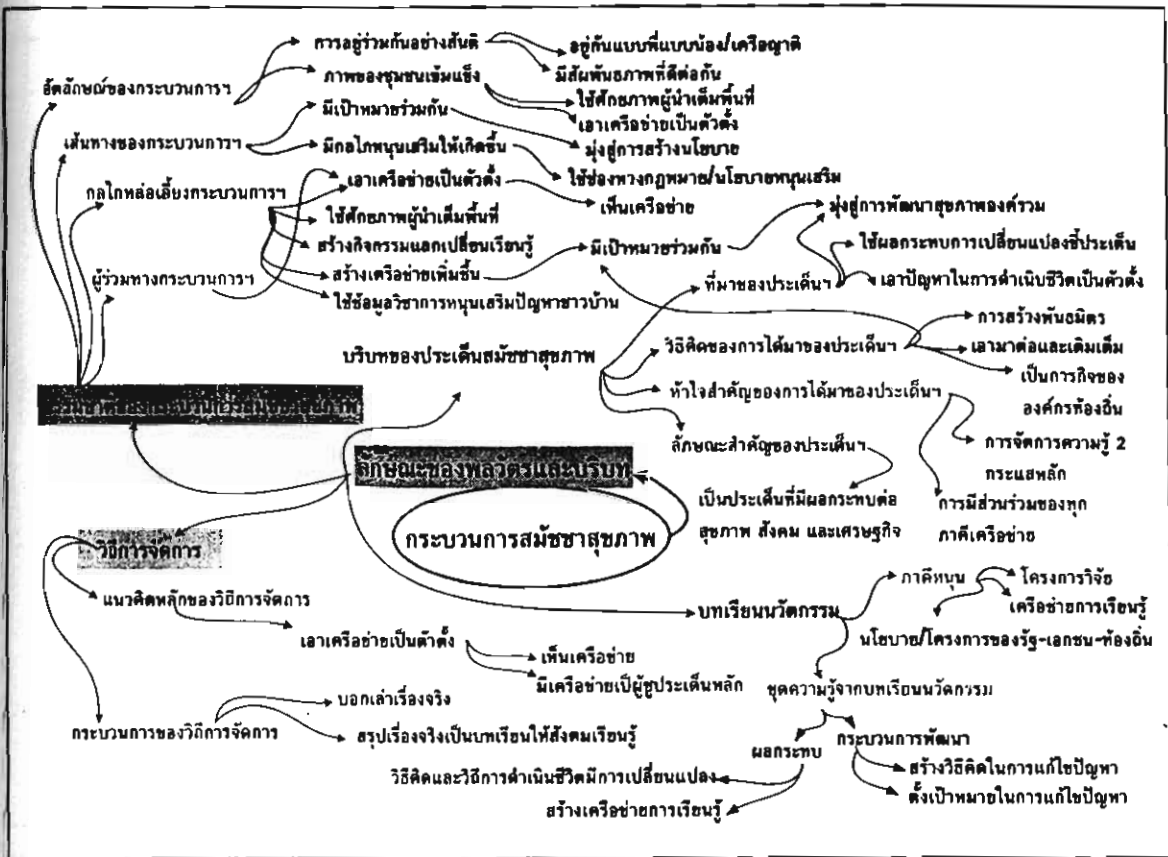 การอยู่ร่วมกันอย่างสันติ
อยู่กันแบบพี่แบบน้อง/เครือญาติ
มีสัมพันธภาพที่ดีต่อกัน
อัตลักษณ์ของกระบวนการฯ
ภาพของชุมชนเข้มแข็ง
ใช้ศักยภาพผู้นำเต็มพื้นที่
เอาเครือข่ายเป็นตัวตั้ง
เส้นทางของกระบวนการฯ
มีเป้าหมายร่วมกัน
มุ่งสู่การสร้างนโยบาย
มีกลไกหนุนเสริมให้เกิดขึ้น
ใช้ช่องทางกฎหมาย/นโยบายหนุนเสริม
กลไกหล่อเลี้ยงกระบวนการฯ
เอาเครือข่ายเป็นตัวตั้ง
เห็นเครือข่าย
ใช้ศักยภาพผู้นำเต็มพื้นที่
สร้างกิจกรรมแลกเปลี่ยนเรียนรู้
ผู้ร่วมทางกระบวนการฯ
สร้างเครือข่ายเพิ่มขึ้น
มีเป้าหมายร่วมกัน
มุ่งสู่การพัฒนาสุขภาพองค์รวม
ใช้ข้อมูลวิชาการหนุนเสริมปัญหาชาวบ้าน
ที่มาของประเด็นฯ
ใช้ผลกระทบการเปลี่ยนแปลงชี้ประเด็น
เอาปัญหาในการดำเนินชีวิตเป็นตัวตั้ง
บริบทของประเด็นสมัชชาสุขภาพ
วิธีคิดของการได้มาของประเด็นฯ
การสร้างพันธมิตร
เอามาต่อและเติมเต็ม
เป็นภารกิจของ
องค์กรท้องถิ่น
หัวใจสำคัญของการได้มาของประเด็นฯ
การจัดการความรู้ 2
กระแสหลัก
การมีส่วนร่วมของทุก
ภาคีเครือข่าย
ลักษณะสำคัญของประเด็นฯ
เป็นประเด็นที่มีผลกระทบต่อ
สุขภาพ สังคม และเศรษฐกิจ
ลักษณะของพลวัตรและบริบท
กระบวนการสมัชชาสุขภาพ
วิธีการจัดการ
แนวคิดหลักของวิธีการจัดการ
เอาเครือข่ายเป็นตัวตั้ง
เห็นเครือข่าย
มีเครือข่ายเป็ผู้ชูประเด็นหลัก
กระบวนการของวิถีการจัดการ
บอกเล่าเรื่องจริง
สรุปเรื่องจริงเป็นบทเรียนให้สังคมเรียนรู้
บทเรียนนวัตกรรม
ภาคีหนุน
โครงการวิจัย
เครือข่ายการเรียนรู้
นโยบาย/โครงการของรัฐ-เอกชน-ท้องถิ่น
ชุดความรู้จากบทเรียนนวัตกรรม
ผลกระทบ
กระบวนการพัฒนา
วิธีคิดและวิถีการดำเนินชีวิตมีการเปลี่ยนแปลง
สร้างเครือข่ายการเรียนรู้
สร้างวิธีคิดในการแก้ไขปัญหา
ตั้งเป้าหมายในการแก้ไขปัญหา